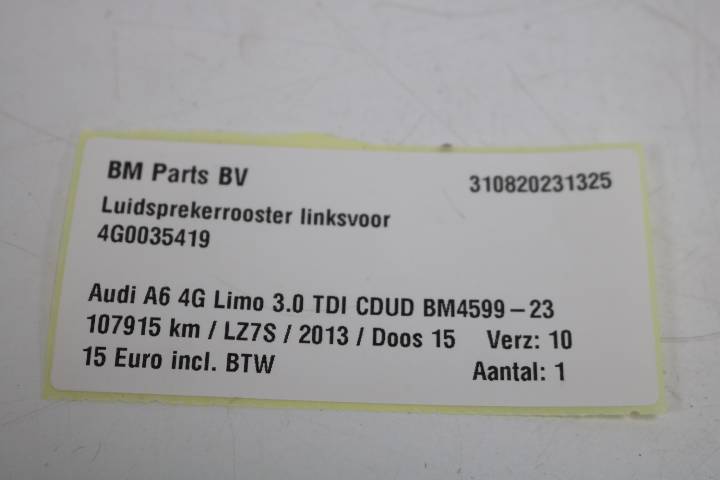 BM Parts BV 310820231325
Luidsprekerrooster linksvoor
4G0035419
Audi A6 4G Limo 3.0 TDI CDUD BM4599-23
107915 km / LZ7S / 2013 / Doos 15 Verz: 10
15 Euro incl. BTW Aantal: 1